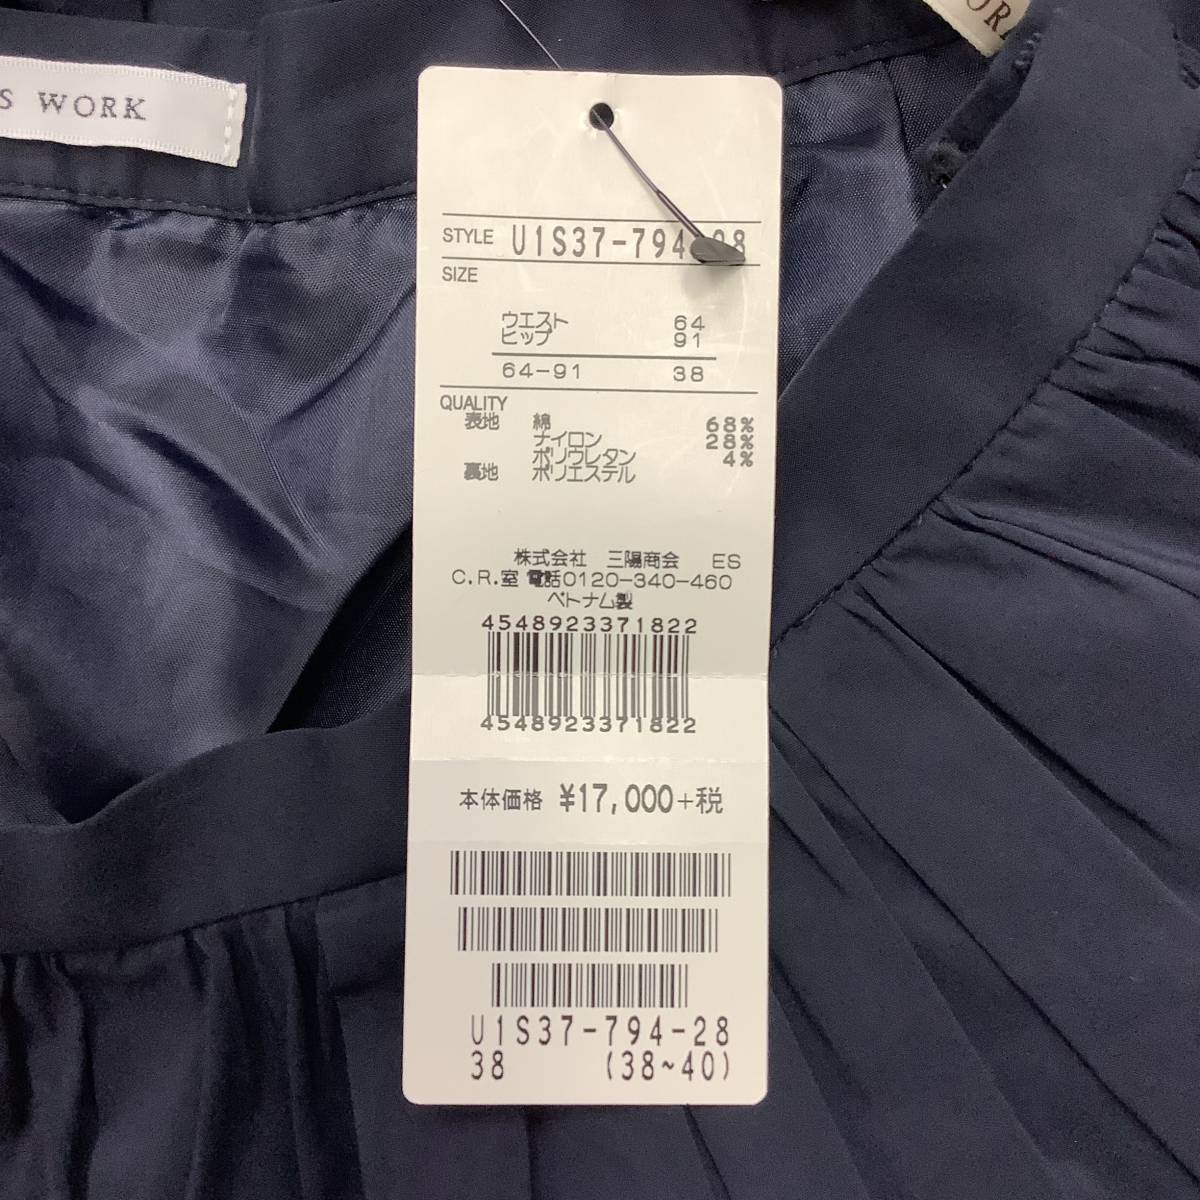 S WORK
STYLE U1S37-794-28
SIZE
ウエスト 64
ヒップ 91
64-91 38
QUALITY
表地 綿 68%
ナイロン 28%
ポリウレタン 4%
裏地 ポリエステル
株式会社 三陽商会 ES
C.R.室 電話0120-340-460
ベトナム製
4548923371822
4548923371822
本体価格 ¥17,000+税
U1S37-794-28
38 (38~40)